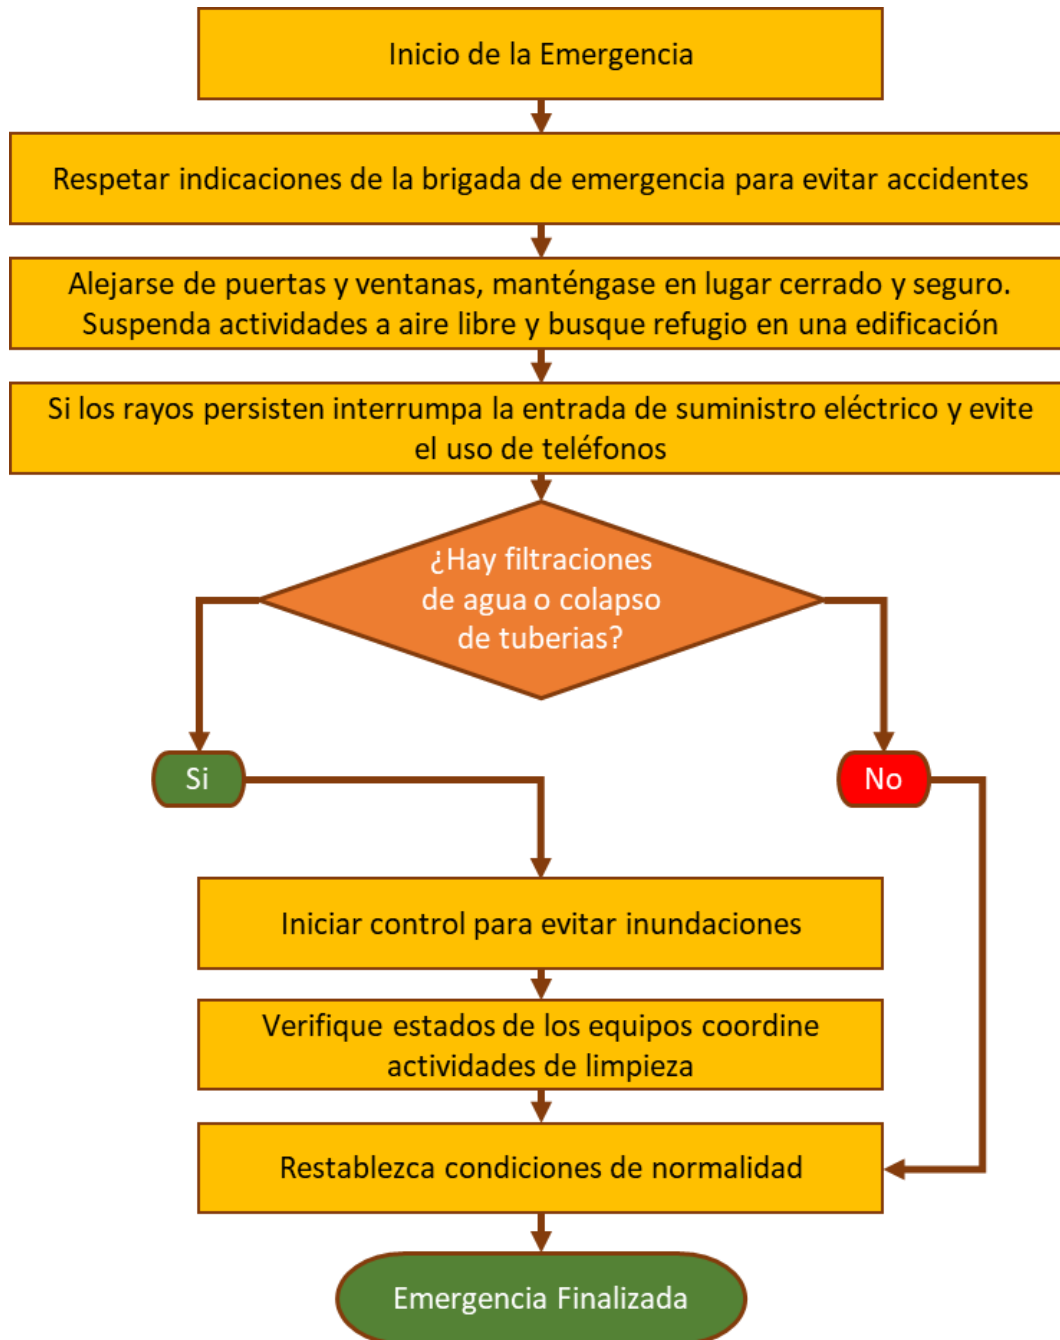 Inicio de la Emergencia
Respetar indicaciones de la brigada de emergencia para evitar accidentes
Alejarse de puertas y ventanas, manténgase en lugar cerrado y seguro.
Suspenda actividades a aire libre y busque refugio en una edificación
Si los rayos persisten interrumpa la entrada de suministro eléctrico y evite
el uso de teléfonos
¿Hay filtraciones
de agua o colapso
de tuberias?
Si
No
Iniciar control para evitar inundaciones
Verifique estados de los equipos coordine
actividades de limpieza
Restablezca condiciones de normalidad
Emergencia Finalizada